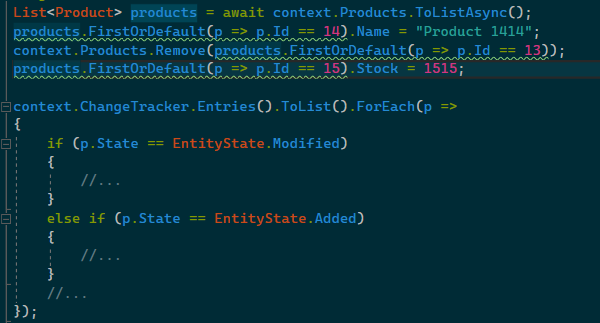 List<Product> products = await context.Products.ToListAsync();
products.FirstOrDefault(p => p.Id == 14).Name = "Product 1414";
context.Products.Remove(products.FirstOrDefault(p => p.Id == 13));
products.FirstOrDefault(p => p.Id == 15).Stock = 1515;
context.ChangeTracker.Entries().ToList().ForEach(p =>
{
if (p.State == EntityState.Modified)
{
//...
}
else if (p.State == EntityState.Added)
{
//...
}
//...
});